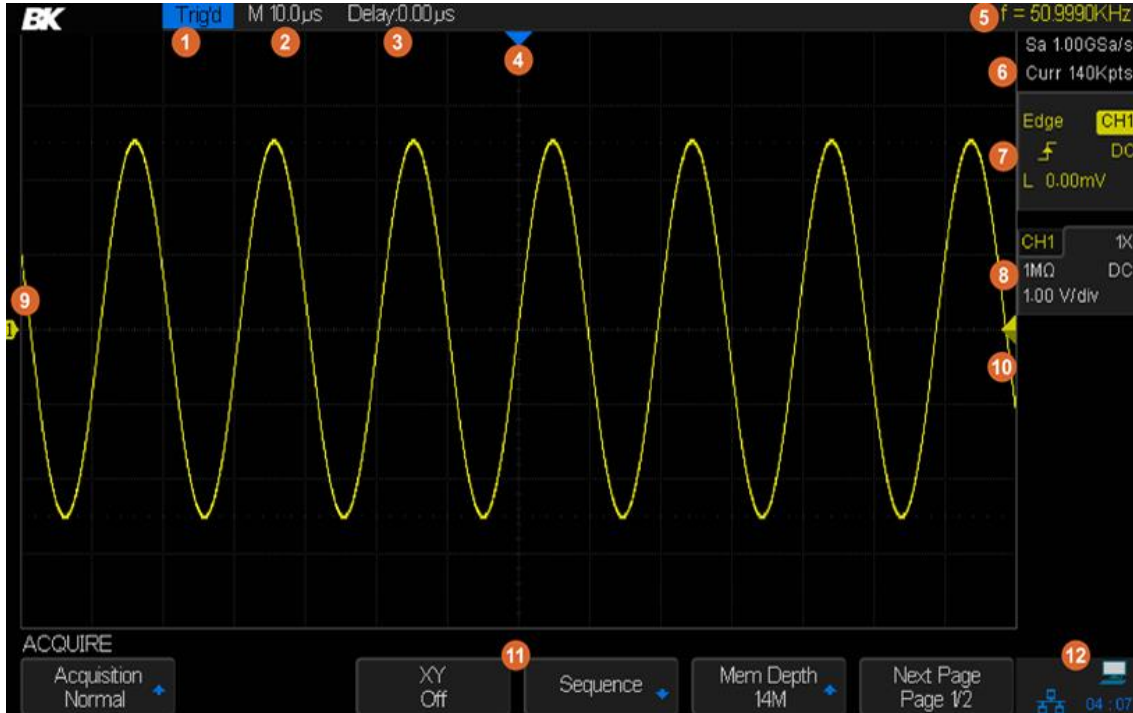 BK Trig'd M 10.0µs Delay:0.00µs f = 50.9990KHz
1 2 3 4 5
Sa 1.00GSa/s
6 Curr 140Kpts
Edge CH1
7 DC
L 0.00mV
CH1 1X
8 1MΩ DC
1.00 V/div
9
1
10
ACQUIRE
11
12
Acquisition
Normal
XY
Off
Sequence
Mem Depth
14M
Next Page
Page 1/2
04:07